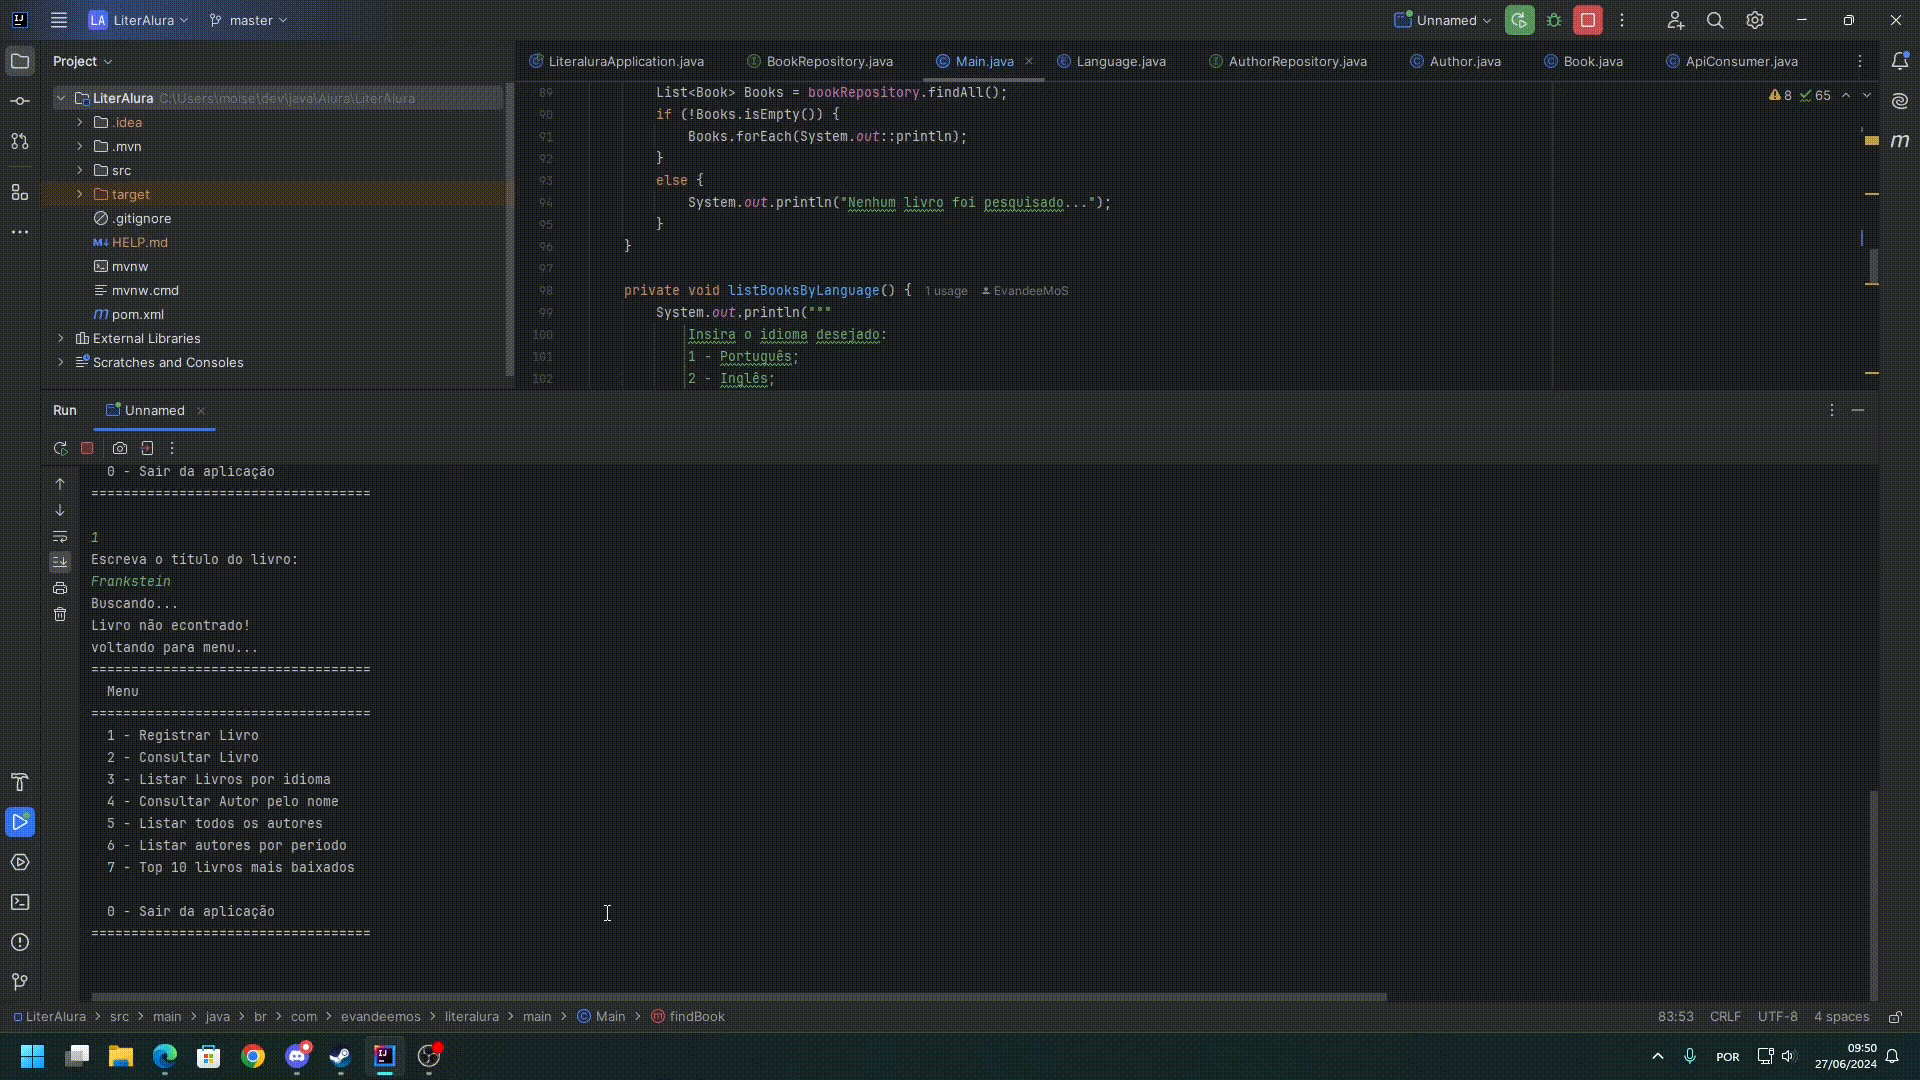 LA LiterAlura master Unnamed
Project
LiterAlura C:\Users\moise\dev\java\Alura\LiterAlura
.idea
.mvn
src
target
.gitignore
HELP.md
mvnw
mvnw.cmd
pom.xml
External Libraries
Scratches and Consoles
LiteraluraApplication.java BookRepository.java Main.java Language.java AuthorRepository.java Author.java Book.java ApiConsumer.java
8 65
89 List<Book> Books = bookRepository.findAll();
90 if (!Books.isEmpty()) {
91 Books.forEach(System.out::println);
92 }
93 else {
94 System.out.println("Nenhum livro foi pesquisado...");
95 }
96 }
97
98 private void listBooksByLanguage() { 1 usage EvandeeMoS
99 System.out.println("""
100 Insira o idioma desejado:
101 1 - Português;
102 2 - Inglês;
Run Unnamed
0 - Sair da aplicação
===================================
1
Escreva o título do livro:
Frankstein
Buscando...
Livro não econtrado!
voltando para menu...
===================================
Menu
===================================
1 - Registrar Livro
2 - Consultar Livro
3 - Listar Livros por idioma
4 - Consultar Autor pelo nome
5 - Listar todos os autores
6 - Listar autores por período
7 - Top 10 livros mais baixados
0 - Sair da aplicação
===================================
LiterAlura > src > main > java > br > com > evandeemos > literalura > main > Main > findBook 83:53 CRLF UTF-8 4 spaces
POR 09:50
27/06/2024